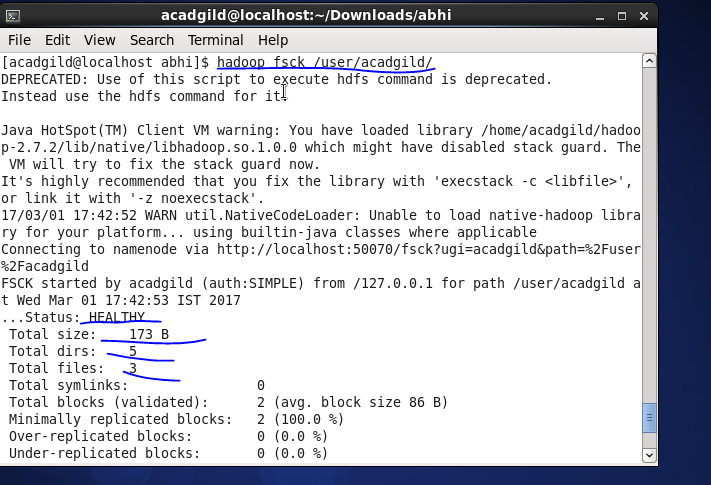 acadgild@localhost:~/Downloads/abhi
File Edit View Search Terminal Help
[acadgild@localhost abhi]$ hadoop fsck /user/acadgild/
DEPRECATED: Use of this script to execute hdfs command is deprecated.
Instead use the hdfs command for it.
Java HotSpot(TM) Client VM warning: You have loaded library /home/acadgild/hadoo
p-2.7.2/lib/native/libhadoop.so.1.0.0 which might have disabled stack guard. The
VM will try to fix the stack guard now.
It's highly recommended that you fix the library with 'execstack -c <libfile>',
or link it with '-z noexecstack'.
17/03/01 17:42:52 WARN util.NativeCodeLoader: Unable to load native-hadoop libra
ry for your platform... using builtin-java classes where applicable
Connecting to namenode via http://localhost:50070/fsck?ugi=acadgild&path=%2Fuser
%2Facadgild
FSCK started by acadgild (auth:SIMPLE) from /127.0.0.1 for path /user/acadgild a
t Wed Mar 01 17:42:53 IST 2017
...Status: HEALTHY
Total size: 173 B
Total dirs: 5
Total files: 3
Total symlinks: 0
Total blocks (validated): 2 (avg. block size 86 B)
Minimally replicated blocks: 2 (100.0 %)
Over-replicated blocks: 0 (0.0 %)
Under-replicated blocks: 0 (0.0 %)